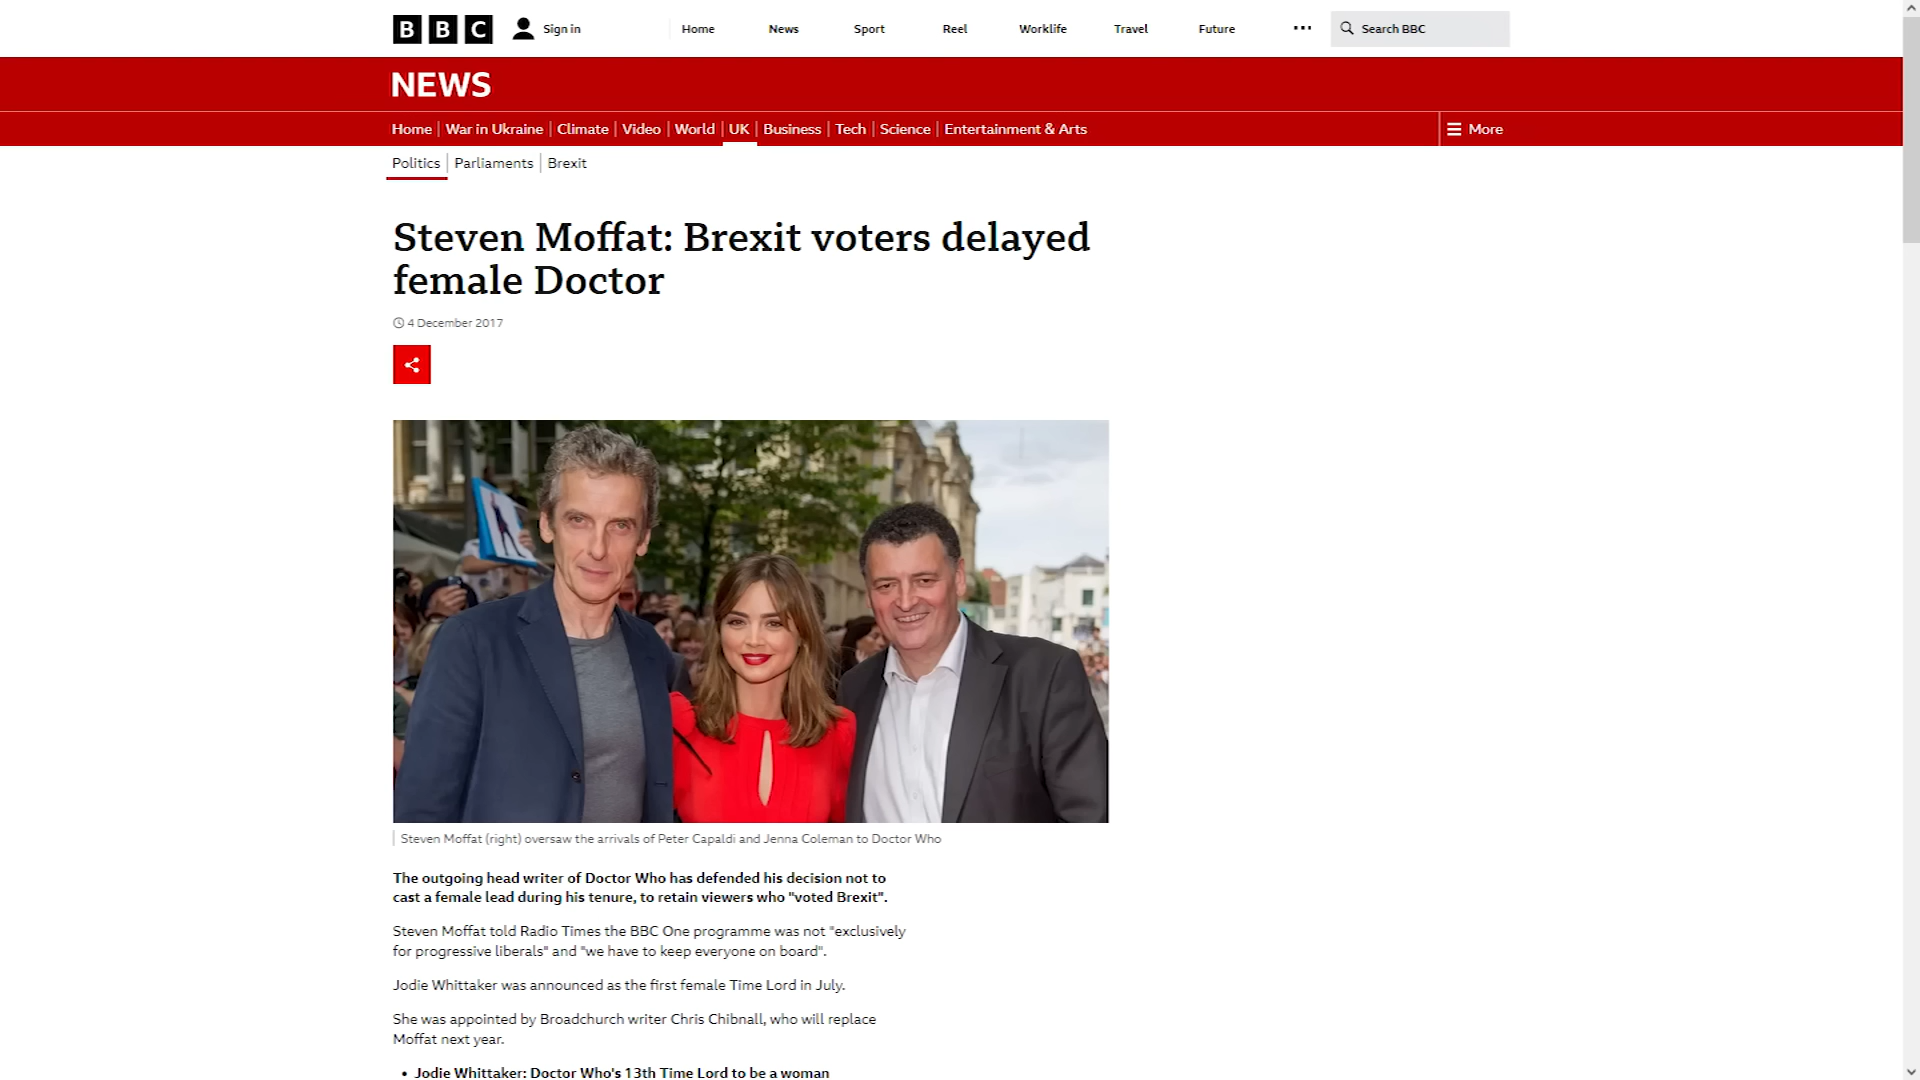 BBC
Sign in
Home
News
Sport
Reel
Worklife
Travel
Future
Search BBC
NEWS
Home
War in Ukraine
Climate
Video
World
UK
Business
Tech
Science
Entertainment & Arts
More
Politics
Parliaments
Brexit
Steven Moffat: Brexit voters delayed
female Doctor
4 December 2017
Steven Moffat (right) oversaw the arrivals of Peter Capaldi and Jenna Coleman to Doctor Who
The outgoing head writer of Doctor Who has defended his decision not to
cast a female lead during his tenure, to retain viewers who "voted Brexit".
Steven Moffat told Radio Times the BBC One programme was not "exclusively
for progressive liberals" and "we have to keep everyone on board".
Jodie Whittaker was announced as the first female Time Lord in July.
She was appointed by Broadchurch writer Chris Chibnall, who will replace
Moffat next year.
• Jodie Whittaker: Doctor Who's 13th Time Lord to be a woman